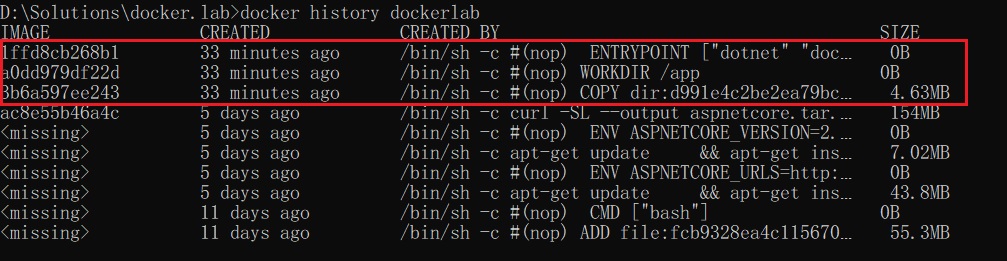 D:\Solutions\docker.lab>docker history dockerlab
IMAGE CREATED CREATED BY SIZE
1ffd8cb268b1 33 minutes ago /bin/sh -c #(nop) ENTRYPOINT ["dotnet" "doc… 0B
a0dd979df22d 33 minutes ago /bin/sh -c #(nop) WORKDIR /app 0B
3b6a597ee243 33 minutes ago /bin/sh -c #(nop) COPY dir:d991e4c2be2ea79bc… 4.63MB
ac8e55b46a4c 5 days ago /bin/sh -c curl -SL --output aspnetcore.tar.… 154MB
<missing> 5 days ago /bin/sh -c #(nop) ENV ASPNETCORE_VERSION=2.… 0B
<missing> 5 days ago /bin/sh -c apt-get update && apt-get ins… 7.02MB
<missing> 5 days ago /bin/sh -c #(nop) ENV ASPNETCORE_URLS=http:… 0B
<missing> 5 days ago /bin/sh -c apt-get update && apt-get ins… 43.8MB
<missing> 11 days ago /bin/sh -c #(nop) CMD ["bash"] 0B
<missing> 11 days ago /bin/sh -c #(nop) ADD file:fcb9328ea4c115670… 55.3MB